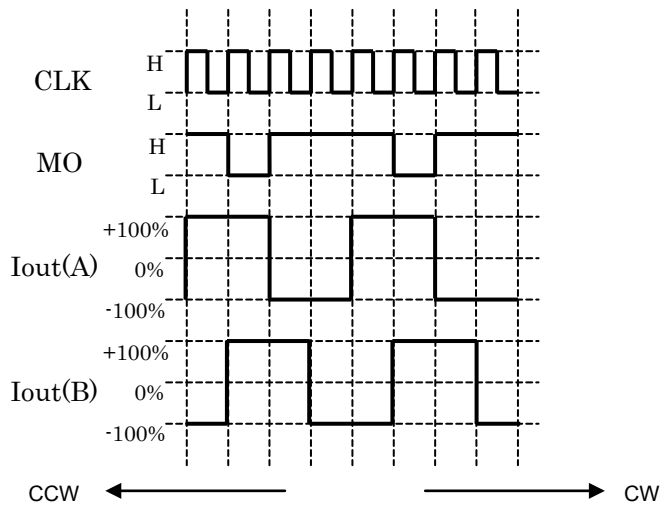 CLK
H
L
MO
H
L
Iout(A)
+100%
0%
-100%
Iout(B)
+100%
0%
-100%
CCW
CW